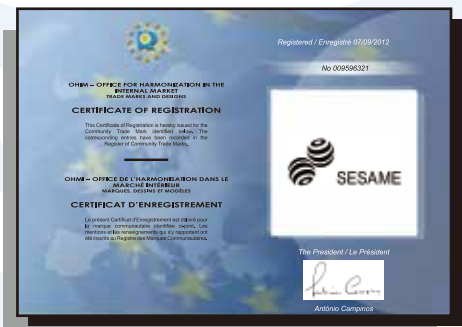 OHIM – OFFICE FOR HARMONIZATION IN THE
INTERNAL MARKET
TRADE MARKS AND DESIGNS
CERTIFICATE OF REGISTRATION
This Certificate of Registration is hereby issued for the
Community Trade Mark identified below. The
corresponding entries have been recorded in the
Register of Community Trade Marks.
OHMI – OFFICE DE L'HARMONISATION DANS LE
MARCHÉ INTÉRIEUR
MARQUES, DESSINS ET MODÈLES
CERTIFICAT D'ENREGISTREMENT
Le présent Certificat d'Enregistrement est délivré pour
la marque communautaire identifiée ci-joint. Les
mentions et les renseignements qui s'y rapportent ont
été inscrits au Registre des Marques Communautaires.
Registered / Enregistré 07/09/2012
No 009596321
SESAME
The President / Le Président
António Campinos